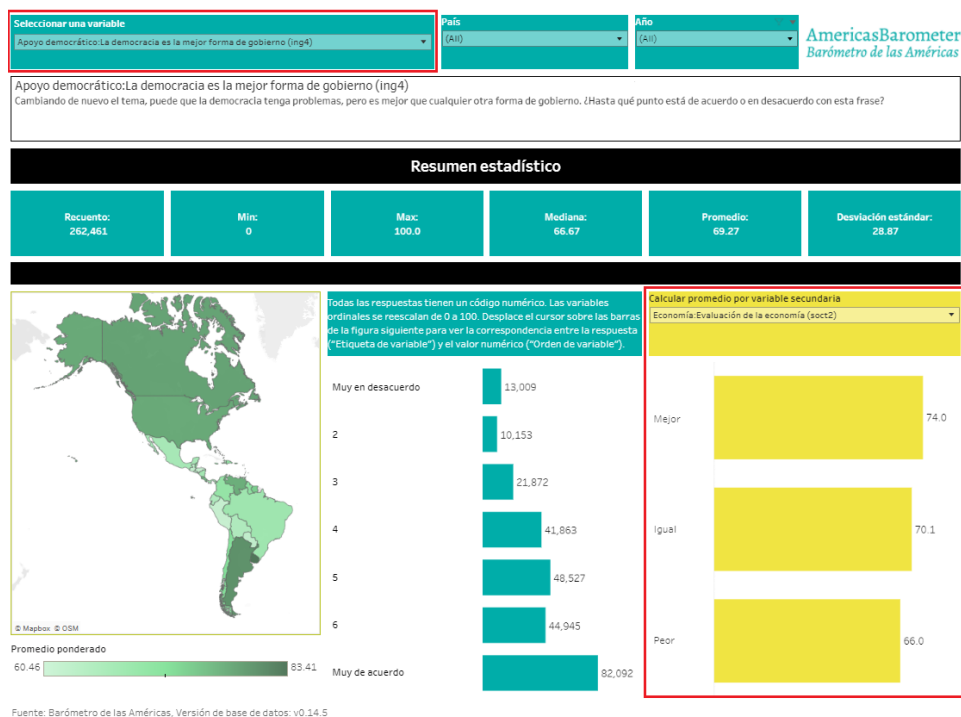 Seleccionar una variable
Apoyo democrático:La democracia es la mejor forma de gobierno (ing4)
País
(All)
Año
(All)
AmericasBarometer
Barómetro de las Américas
Apoyo democrático:La democracia es la mejor forma de gobierno (ing4)
Cambiando de nuevo el tema, puede que la democracia tenga problemas, pero es mejor que cualquier otra forma de gobierno. ¿Hasta qué punto está de acuerdo o en desacuerdo con esta frase?
Resumen estadístico
Recuento:
262,461
Min:
0
Max:
100.0
Mediana:
66.67
Promedio:
69.27
Desviación estándar:
28.87
Todas las respuestas tienen un código numérico. Las variables
ordinales se reescalan de 0 a 100. Desplace el cursor sobre las barras
de la figura siguiente para ver la correspondencia entre la respuesta
("Etiqueta de variable") y el valor numérico ("Orden de variable").
Muy en desacuerdo
13,009
2
10,153
3
21,872
4
41,863
5
48,527
6
44,945
Muy de acuerdo
82,092
Calcular promedio por variable secundaria
Economía:Evaluación de la economía (soct2)
Mejor
74.0
Igual
70.1
Peor
66.0
© Mapbox © OSM
Promedio ponderado
60.46
83.41
Fuente: Barómetro de las Américas, Versión de base de datos: v0.14.5